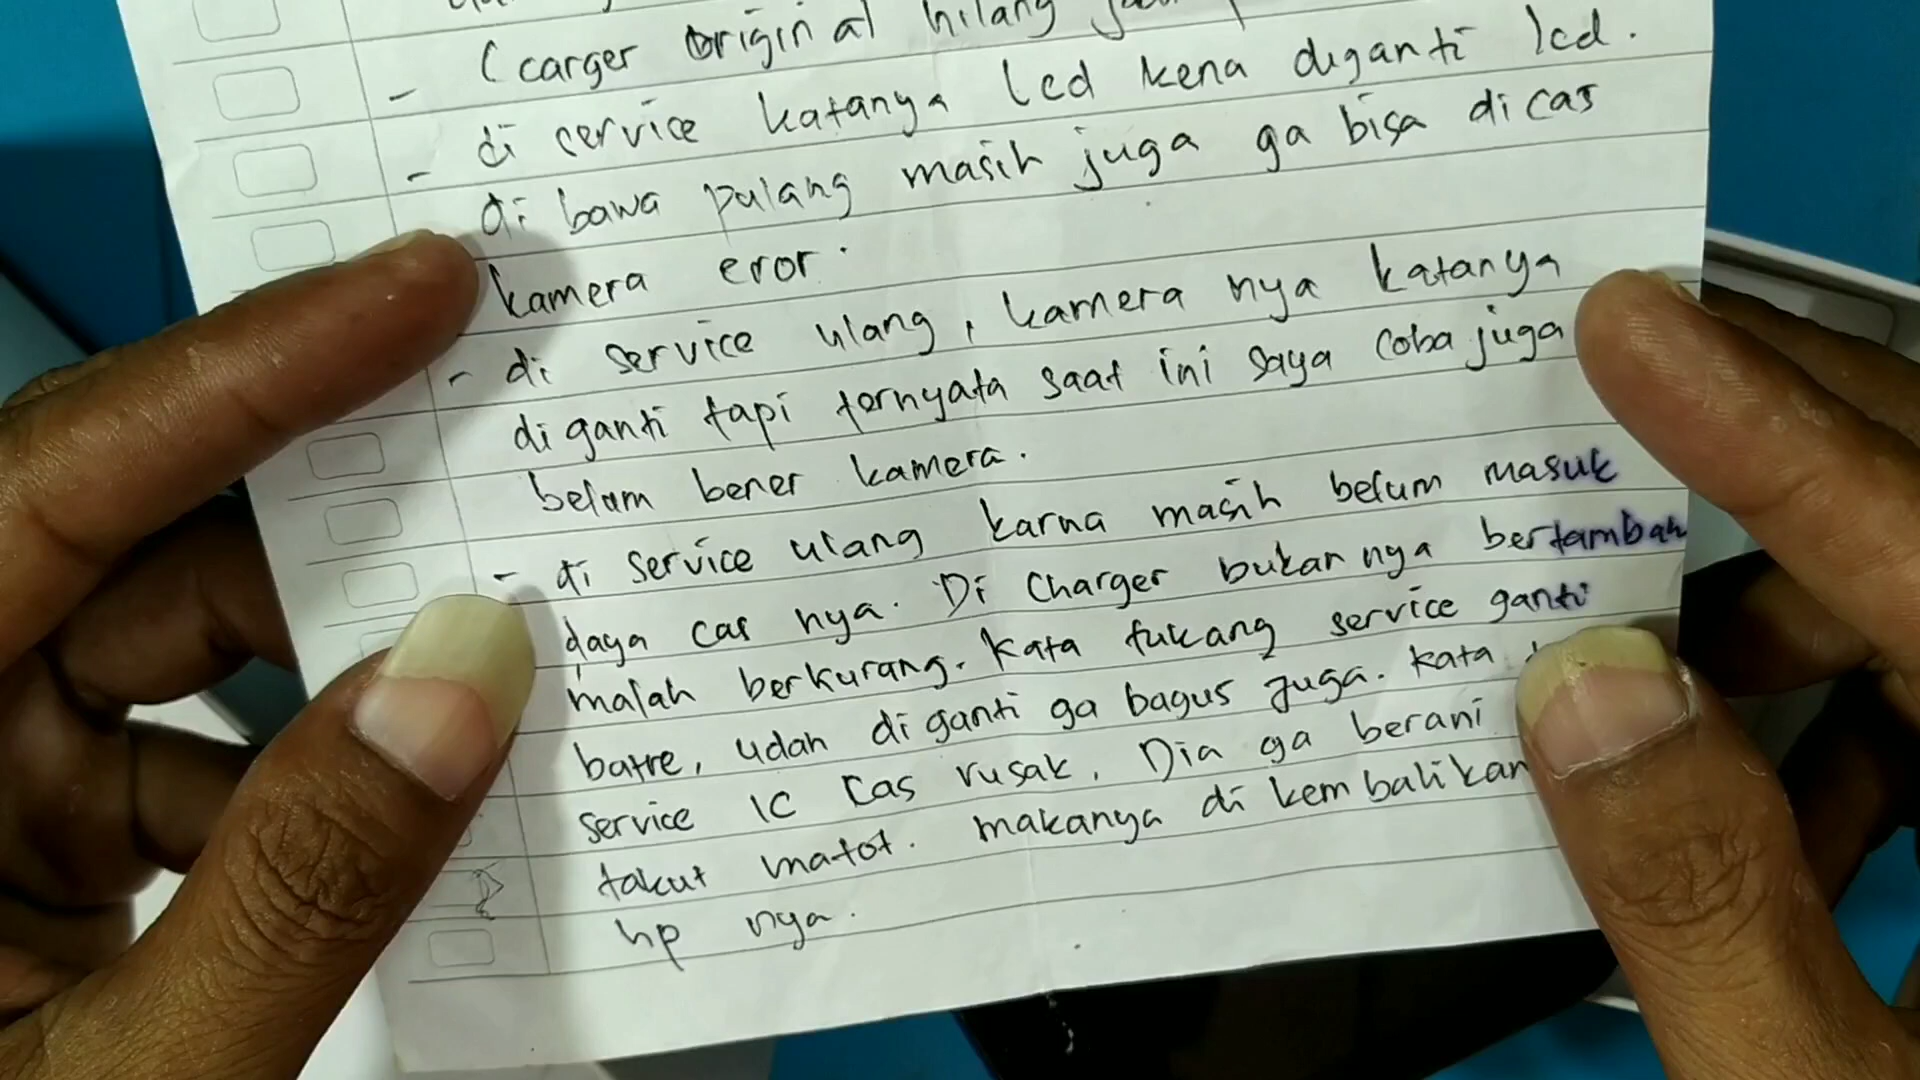 (carger original hilang
- di service katanya lcd kena diganti lcd.
- di bawa pulang masih juga ga bisa dicas
kamera eror.
- di service ulang, kamera nya katanya
diganti tapi ternyata saat ini saya coba juga
belum bener kamera.
- di service ulang karna masih belum masuk
daya cas nya. Di Charger bukan nya bertambah
malah berkurang. Kata tukang service ganti
batre, udah diganti ga bagus juga. Kata
service IC Cas rusak. Dia ga berani
takut matot. makanya di kembalikan
hp nya.